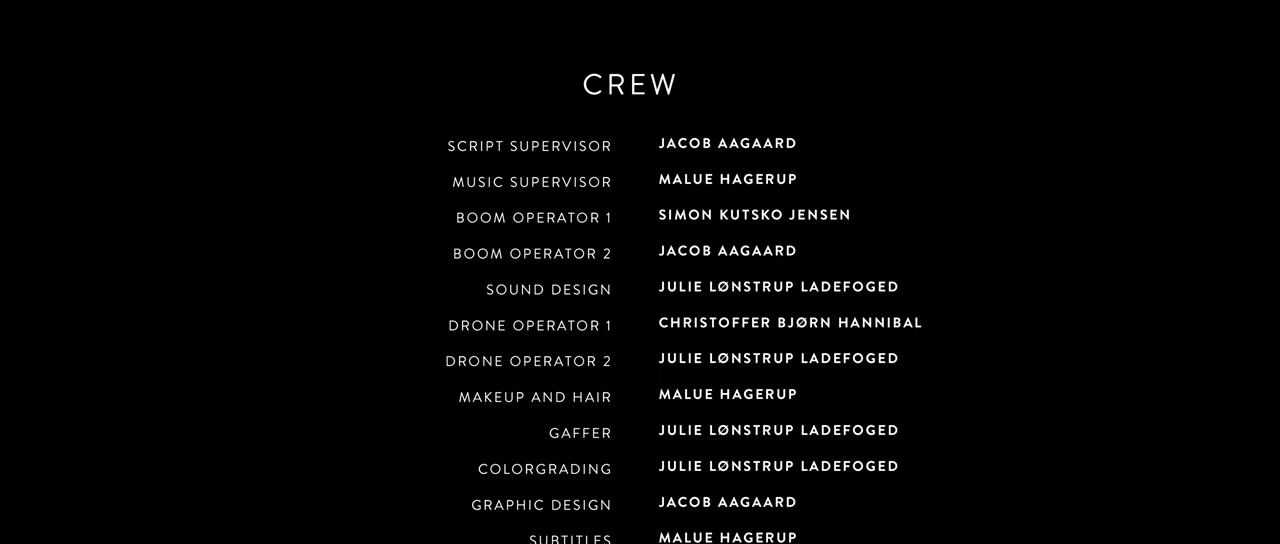 CREW
SCRIPT SUPERVISOR JACOB AAGAARD
MUSIC SUPERVISOR MALUE HAGERUP
BOOM OPERATOR 1 SIMON KUTSKO JENSEN
BOOM OPERATOR 2 JACOB AAGAARD
SOUND DESIGN JULIE LØNSTRUP LADEFOGED
DRONE OPERATOR 1 CHRISTOFFER BJØRN HANNIBAL
DRONE OPERATOR 2 JULIE LØNSTRUP LADEFOGED
MAKEUP AND HAIR MALUE HAGERUP
GAFFER JULIE LØNSTRUP LADEFOGED
COLORGRADING JULIE LØNSTRUP LADEFOGED
GRAPHIC DESIGN JACOB AAGAARD
SUBTITLES MALUE HAGERUP